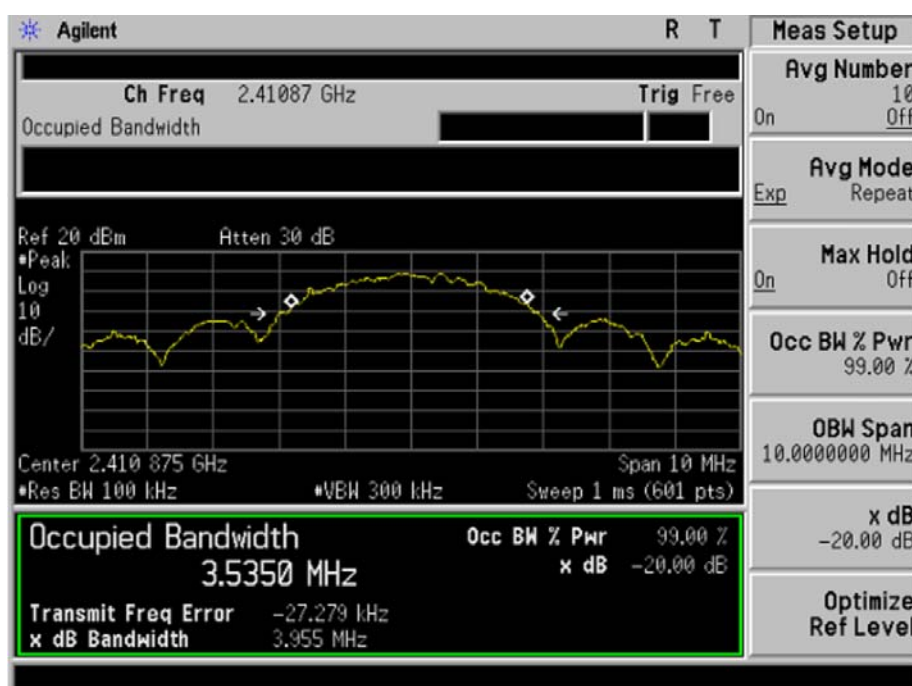 Agilent R T
Ch Freq 2.41087 GHz Trig Free
Occupied Bandwidth
Ref 20 dBm Atten 30 dB
•Peak
Log
10
dB/
Center 2.410 875 GHz Span 10 MHz
•Res BW 100 kHz •VBW 300 kHz Sweep 1 ms (601 pts)
Occupied Bandwidth
3.5350 MHz
Occ BW % Pwr 99.00 %
x dB -20.00 dB
Transmit Freq Error -27.279 kHz
x dB Bandwidth 3.955 MHz
Meas Setup
Avg Number
10
On Off
Avg Mode
Exp Repeat
Max Hold
On Off
Occ BW % Pwr
99.00 %
OBW Span
10.0000000 MHz
x dB
-20.00 dB
Optimize
Ref Level